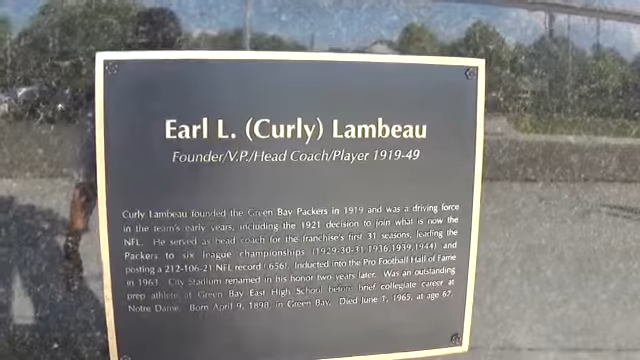 Earl L. (Curly) Lambeau
Founder/V.P./Head Coach/Player 1919-49
Curly Lambeau founded the Green Bay Packers in 1919 and was a driving force
in the team's early years, including the 1921 decision to join what is now the
NFL. He served as head coach for the franchise's first 31 seasons, leading the
Packers to six league championships (1929-30-31,1936,1939,1944) and
posting a 212-106-21 NFL record (.656). Inducted into the Pro Football Hall of Fame
in 1963. City Stadium renamed in his honor two years later. Was an outstanding
prep athlete at Green Bay East High School before brief collegiate career at
Notre Dame. Born April 9, 1898, in Green Bay. Died June 1, 1965, at age 67.